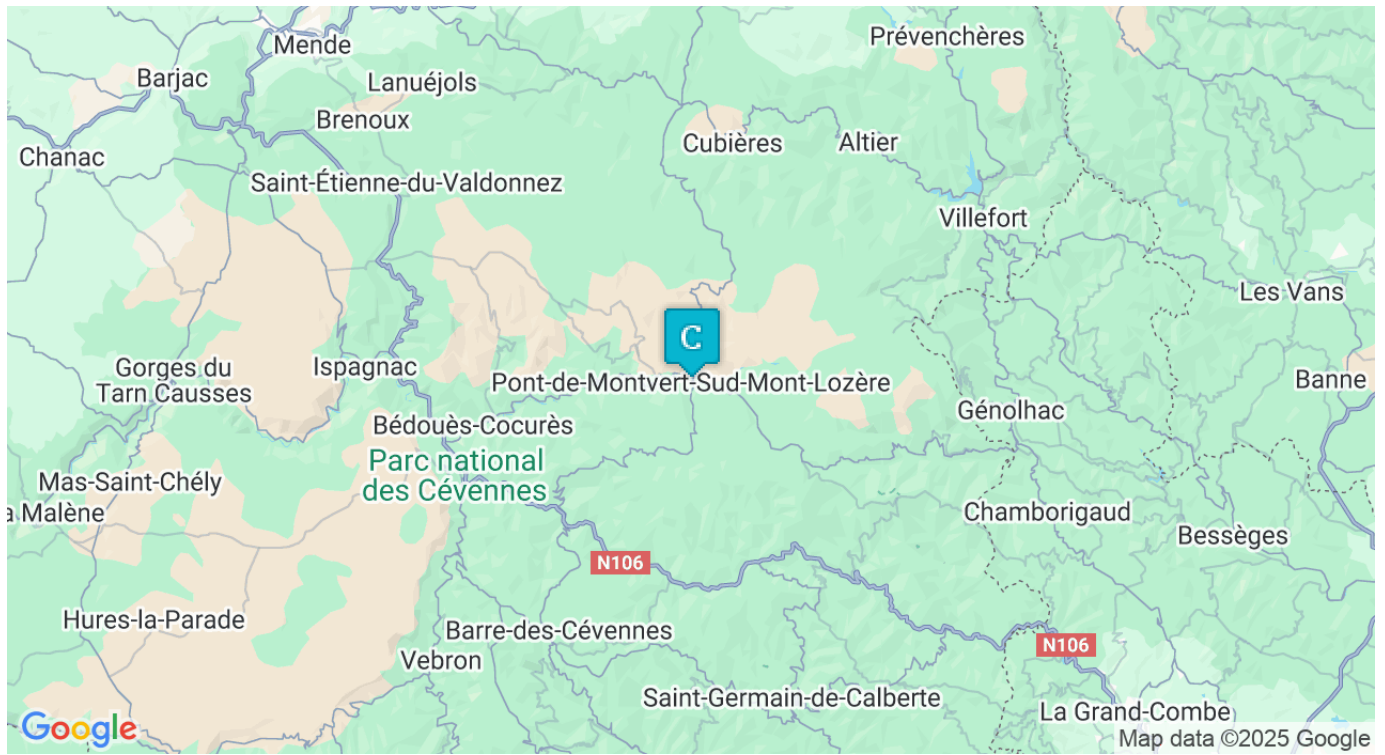 Mende
Prévenchères
Barjac
Lanuéjols
Brenoux
Cubières
Altier
Chanac
Saint-Étienne-du-Valdonnez
Villefort
Les Vans
C
Gorges du
Tarn Causses
Ispagnac
Pont-de-Montvert-Sud-Mont-Lozère
Banne
Génolhac
Bédouès-Cocurès
Parc national
des Cévennes
Mas-Saint-Chély
a Malène
Chamborigaud
Bessèges
N106
Hures-la-Parade
Barre-des-Cévennes
N106
Vebron
Saint-Germain-de-Calberte
La Grand-Combe
Google
Map data ©2025 Google